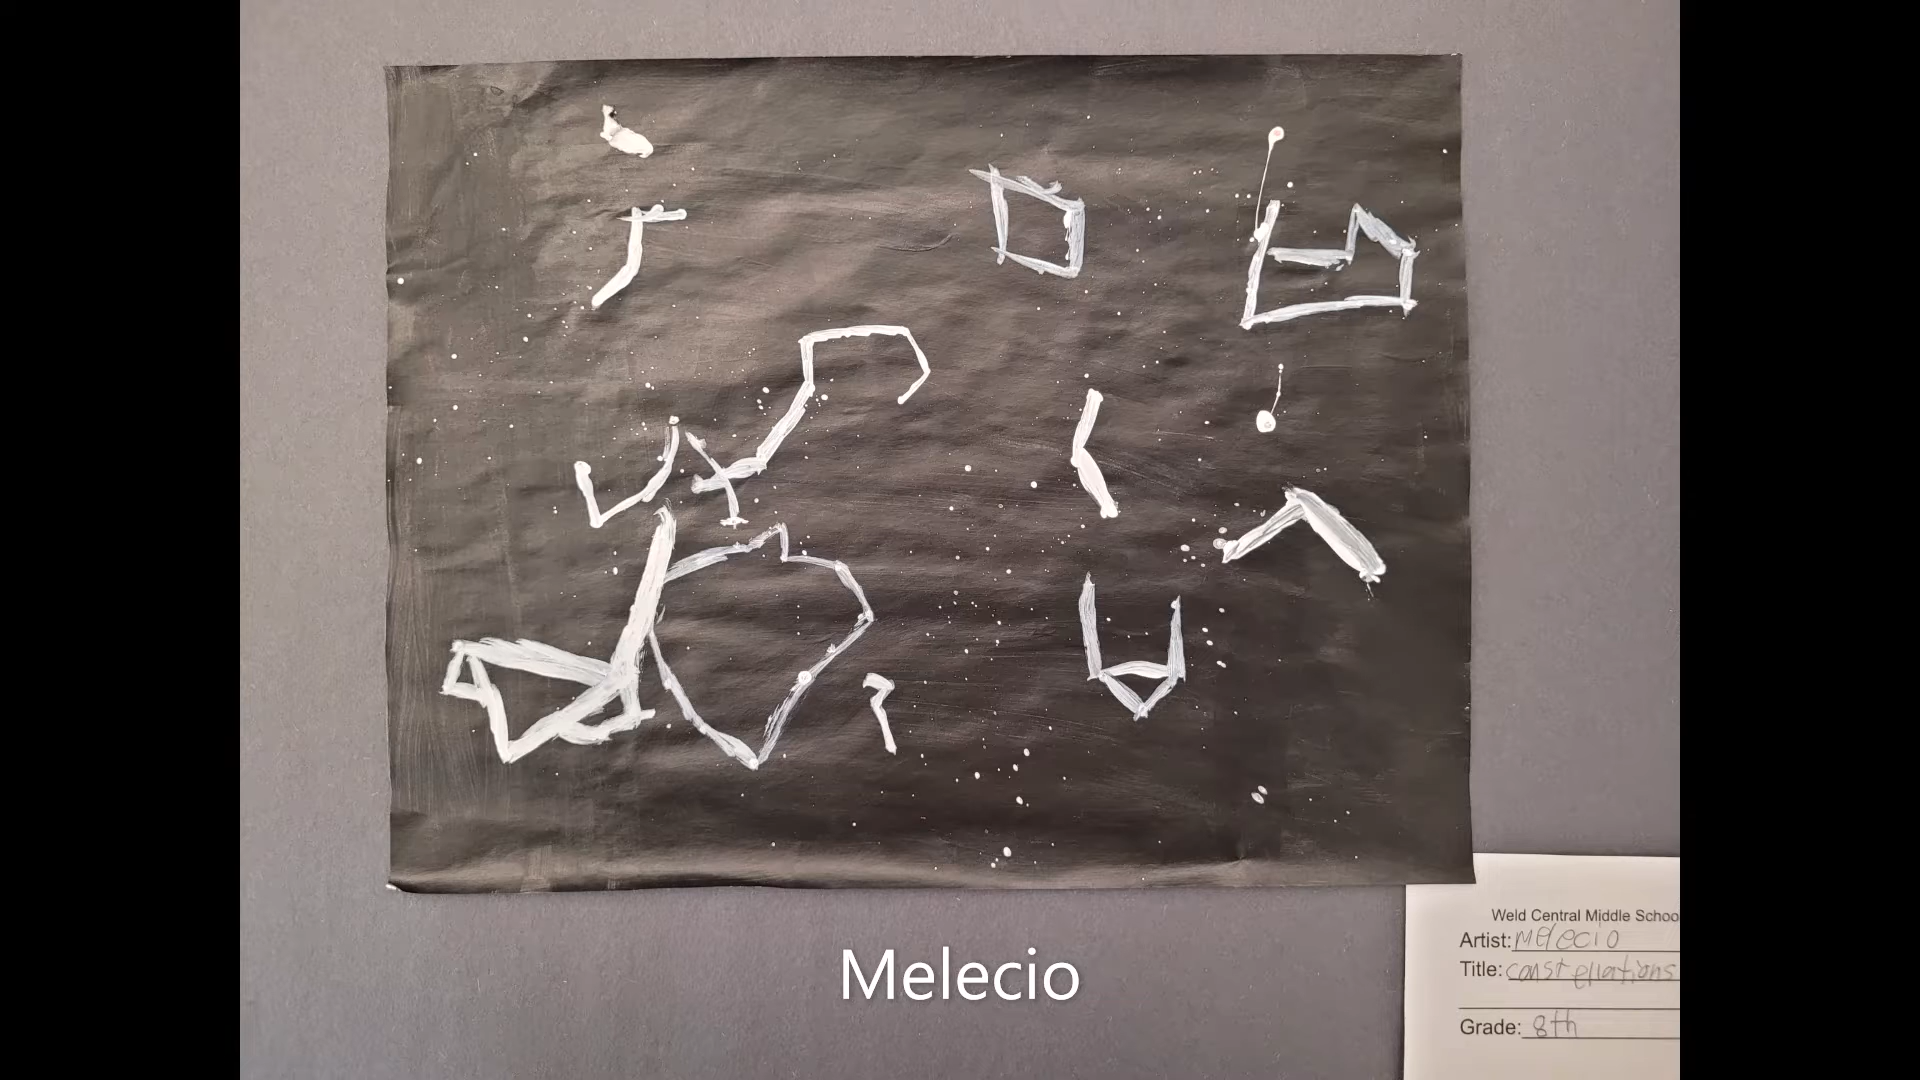 Weld Central Middle Schoo
Artist: Melecio
Title: constellations
Grade: 8th
Melecio